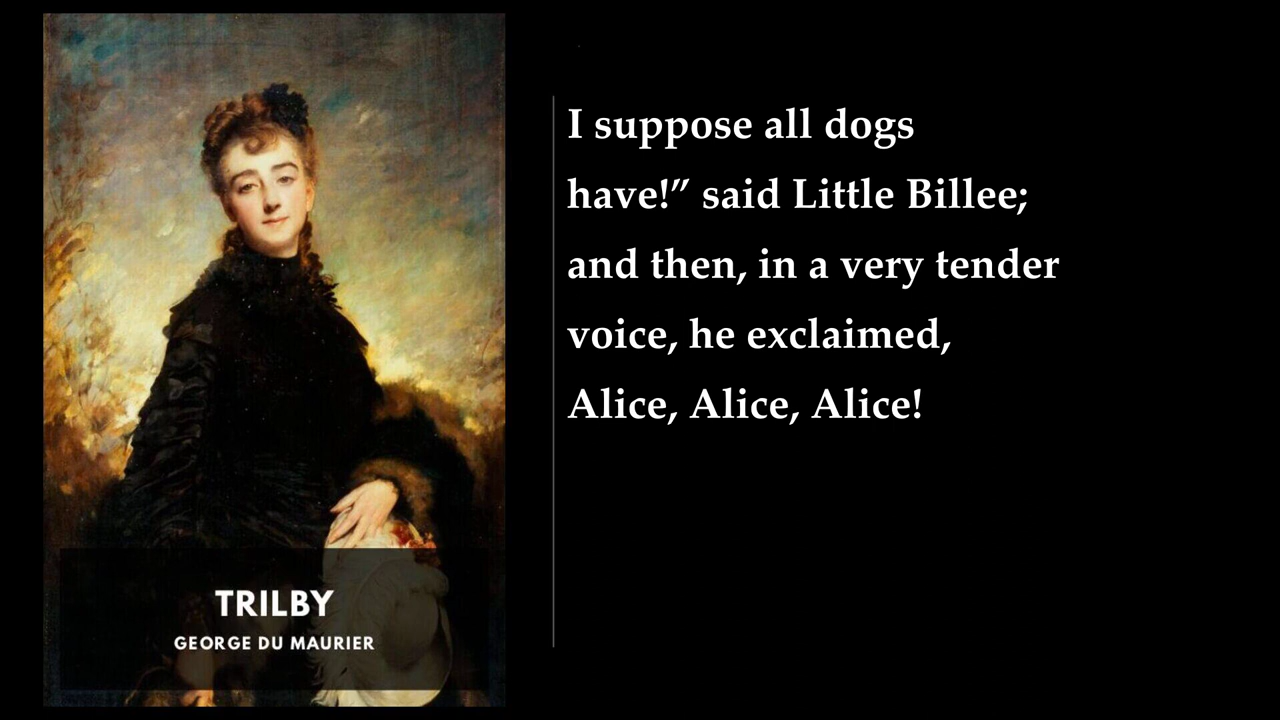 TRILBY
GEORGE DU MAURIER
I suppose all dogs
have!” said Little Billee;
and then, in a very tender
voice, he exclaimed,
Alice, Alice, Alice!